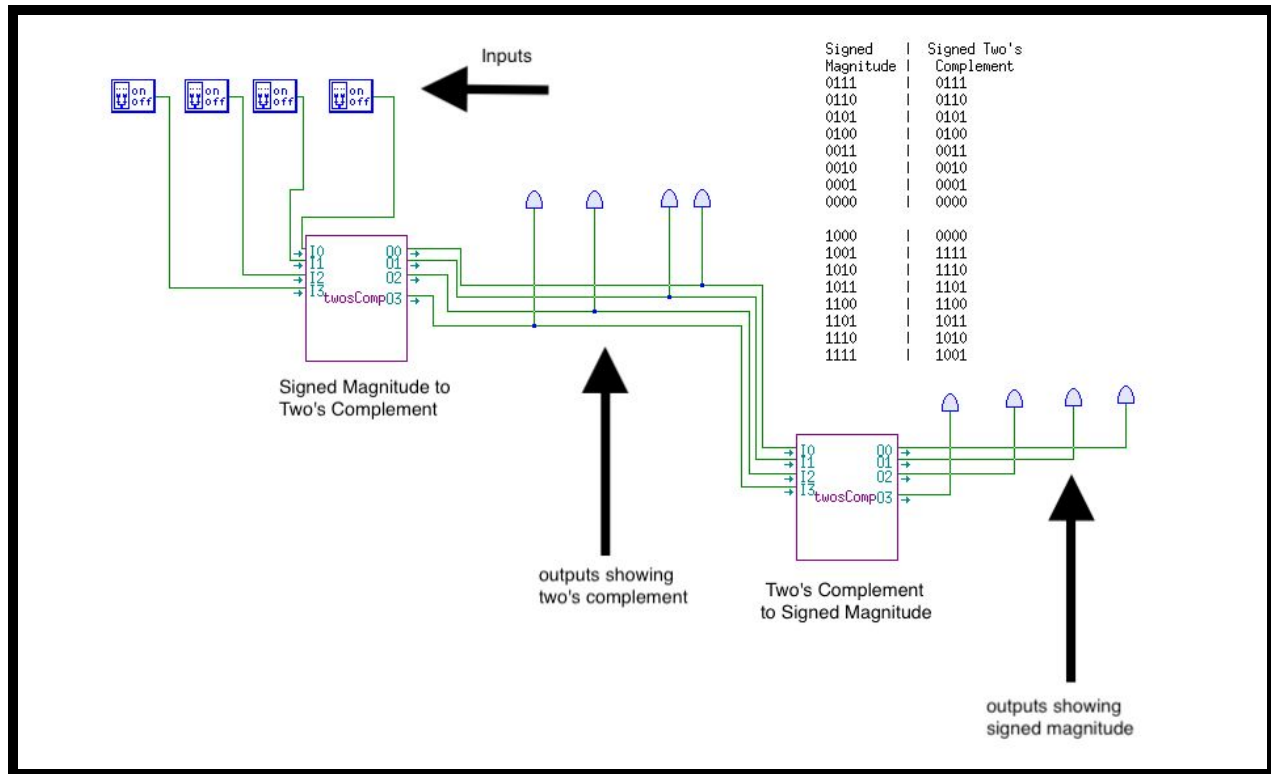 Inputs
on
off
on
off
on
off
on
off
Signed | Signed Two's
Magnitude | Complement
0111 | 0111
0110 | 0110
0101 | 0101
0100 | 0100
0011 | 0011
0010 | 0010
0001 | 0001
0000 | 0000
1000 | 0000
1001 | 1111
1010 | 1110
1011 | 1101
1100 | 1100
1101 | 1011
1110 | 1010
1111 | 1001
I0 O0
I1 O1
I2 O2
I3 twosComp O3
Signed Magnitude to
Two's Complement
I0 O0
I1 O1
I2 O2
I3 twosComp O3
outputs showing
two's complement
Two's Complement
to Signed Magnitude
outputs showing
signed magnitude